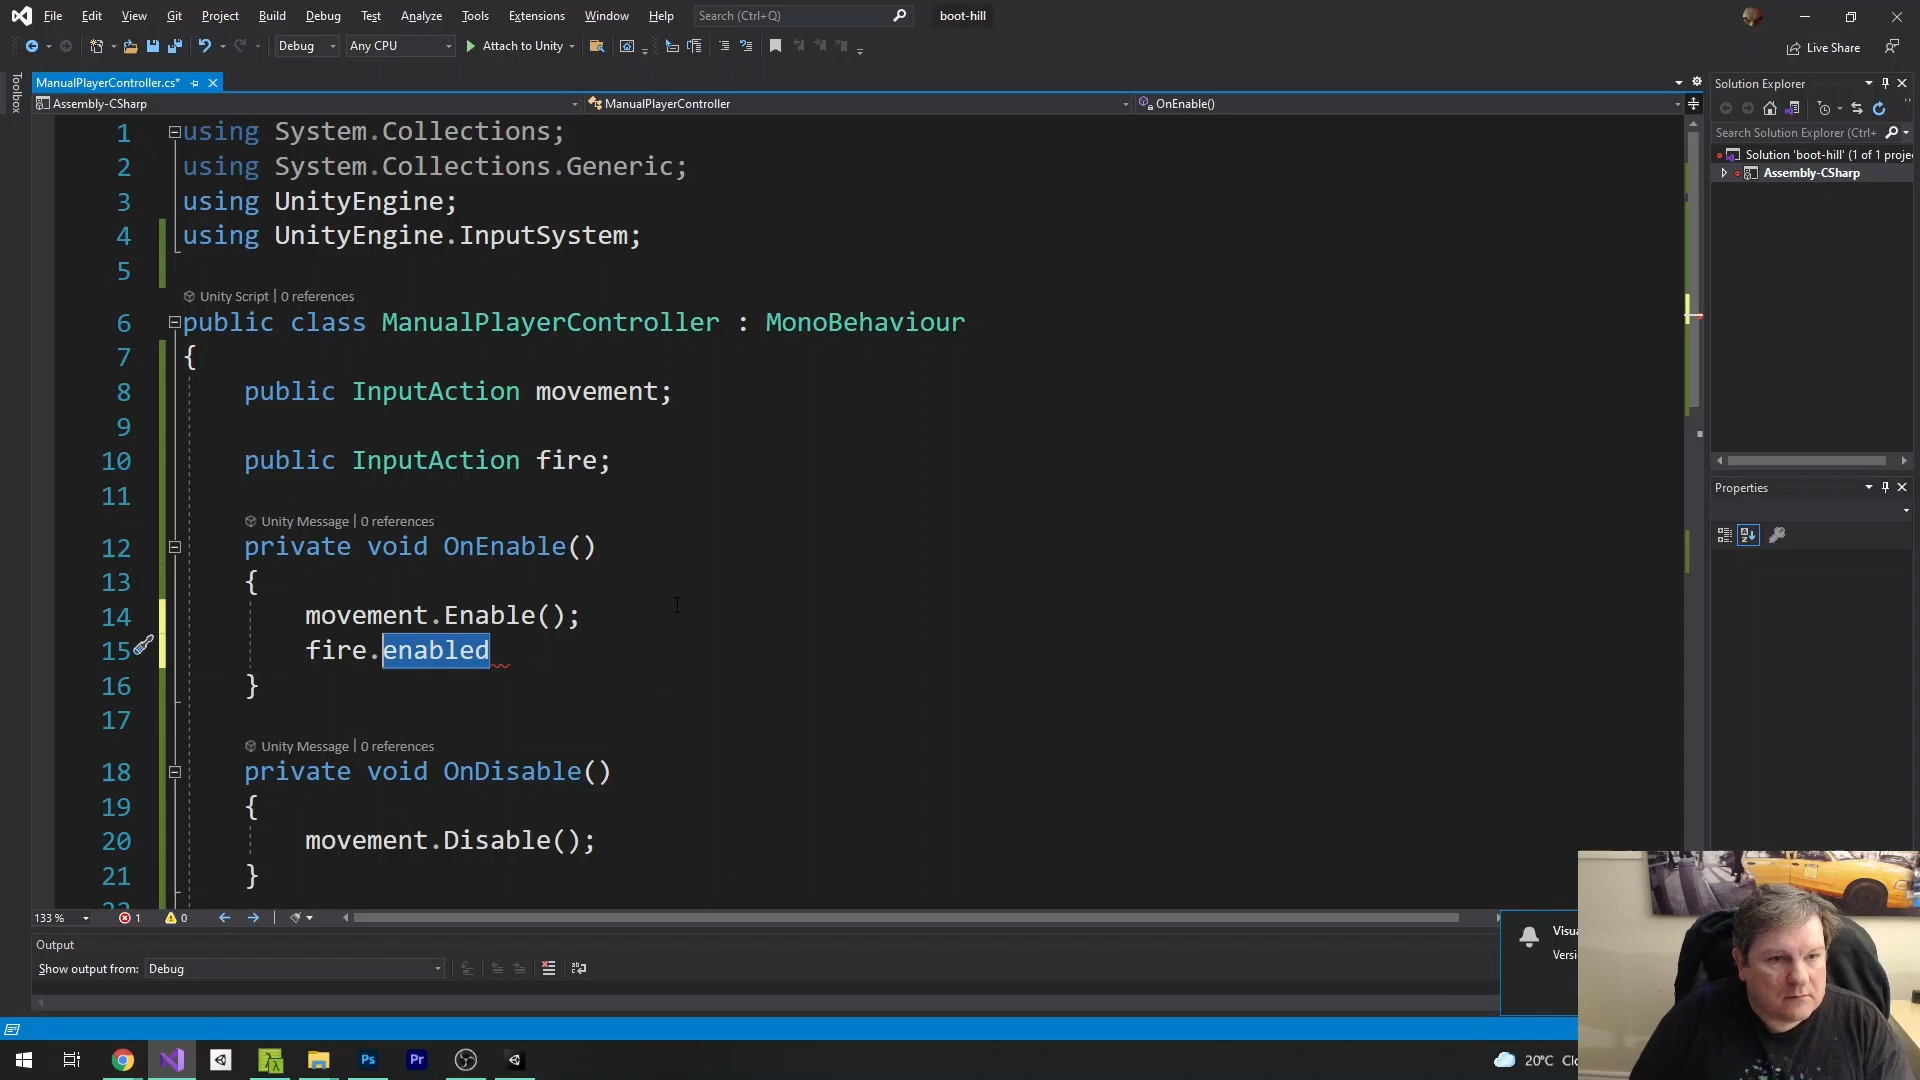 File Edit View Git Project Build Debug Test Analyze Tools Extensions Window Help Search (Ctrl+Q) boot-hill
Debug Any CPU Attach to Unity Live Share
Toolbox
ManualPlayerController.cs*
Assembly-CSharp ManualPlayerController OnEnable()
1 using System.Collections;
2 using System.Collections.Generic;
3 using UnityEngine;
4 using UnityEngine.InputSystem;
5
Unity Script | 0 references
6 public class ManualPlayerController : MonoBehaviour
7 {
8 public InputAction movement;
9
10 public InputAction fire;
11
Unity Message | 0 references
12 private void OnEnable()
13 {
14 movement.Enable();
15 fire.enabled
16 }
17
Unity Message | 0 references
18 private void OnDisable()
19 {
20 movement.Disable();
21 }
133 % 1 0
Output
Show output from: Debug
Solution Explorer
Search Solution Explorer (Ctrl+
Solution 'boot-hill' (1 of 1 proje
Assembly-CSharp
Properties
Visua
Versi
Ps Pr 20°C Clo